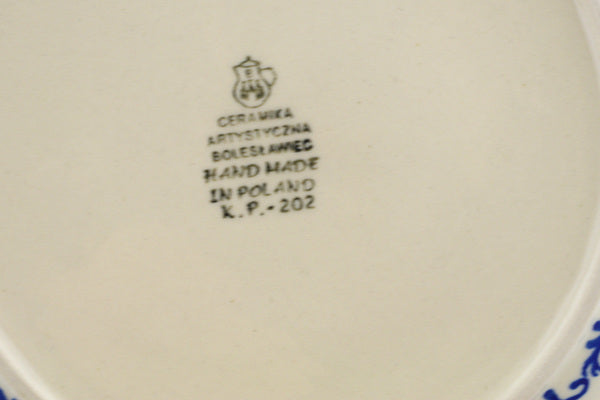 CERAMIKA
ARTYSTYCZNA
BOLESŁAWIEC
HAND MADE
IN POLAND
K.P.-202